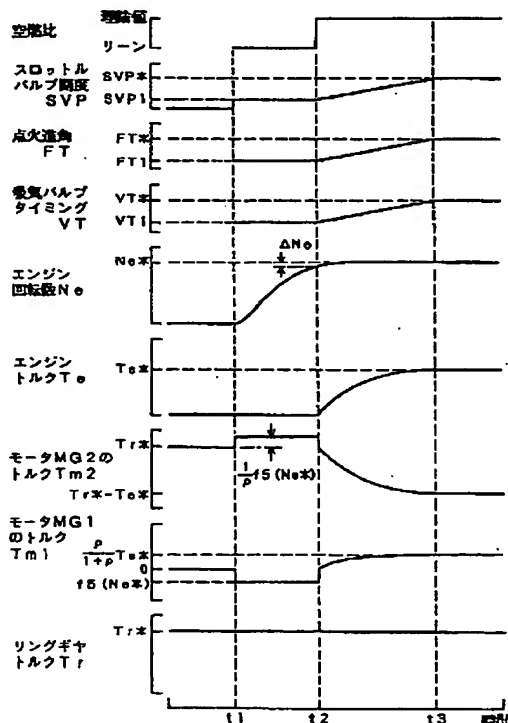 空燃比
理論値
リーン
スロットル
バルブ開度
SVP
SVP*
SVP1
点火進角
FT
FT*
FT1
吸気バルブ
タイミング
VT
VT*
VT1
ΔNe
エンジン
回転数Ne
Ne*
エンジン
トルクTe
Te*
モータMG2の
トルクTm2
Tr*
1/ρ f5(Ne*)
Tr*-Te*
モータMG1
のトルク
Tm1
ρ/1+ρ Te*
0
f5(Ne*)
リングギヤ
トルクTr
Tr*
t1 t2 t3 時間